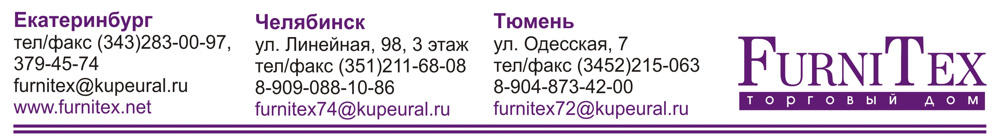 Екатеринбург
тел/факс (343)283-00-97,
379-45-74
furnitex@kupeural.ru
www.furnitex.net
Челябинск
ул. Линейная, 98, 3 этаж
тел/факс (351)211-68-08
8-909-088-10-86
furnitex74@kupeural.ru
Тюмень
ул. Одесская, 7
тел/факс (3452)215-063
8-904-873-42-00
furnitex72@kupeural.ru
FURNITEX
торговый дом